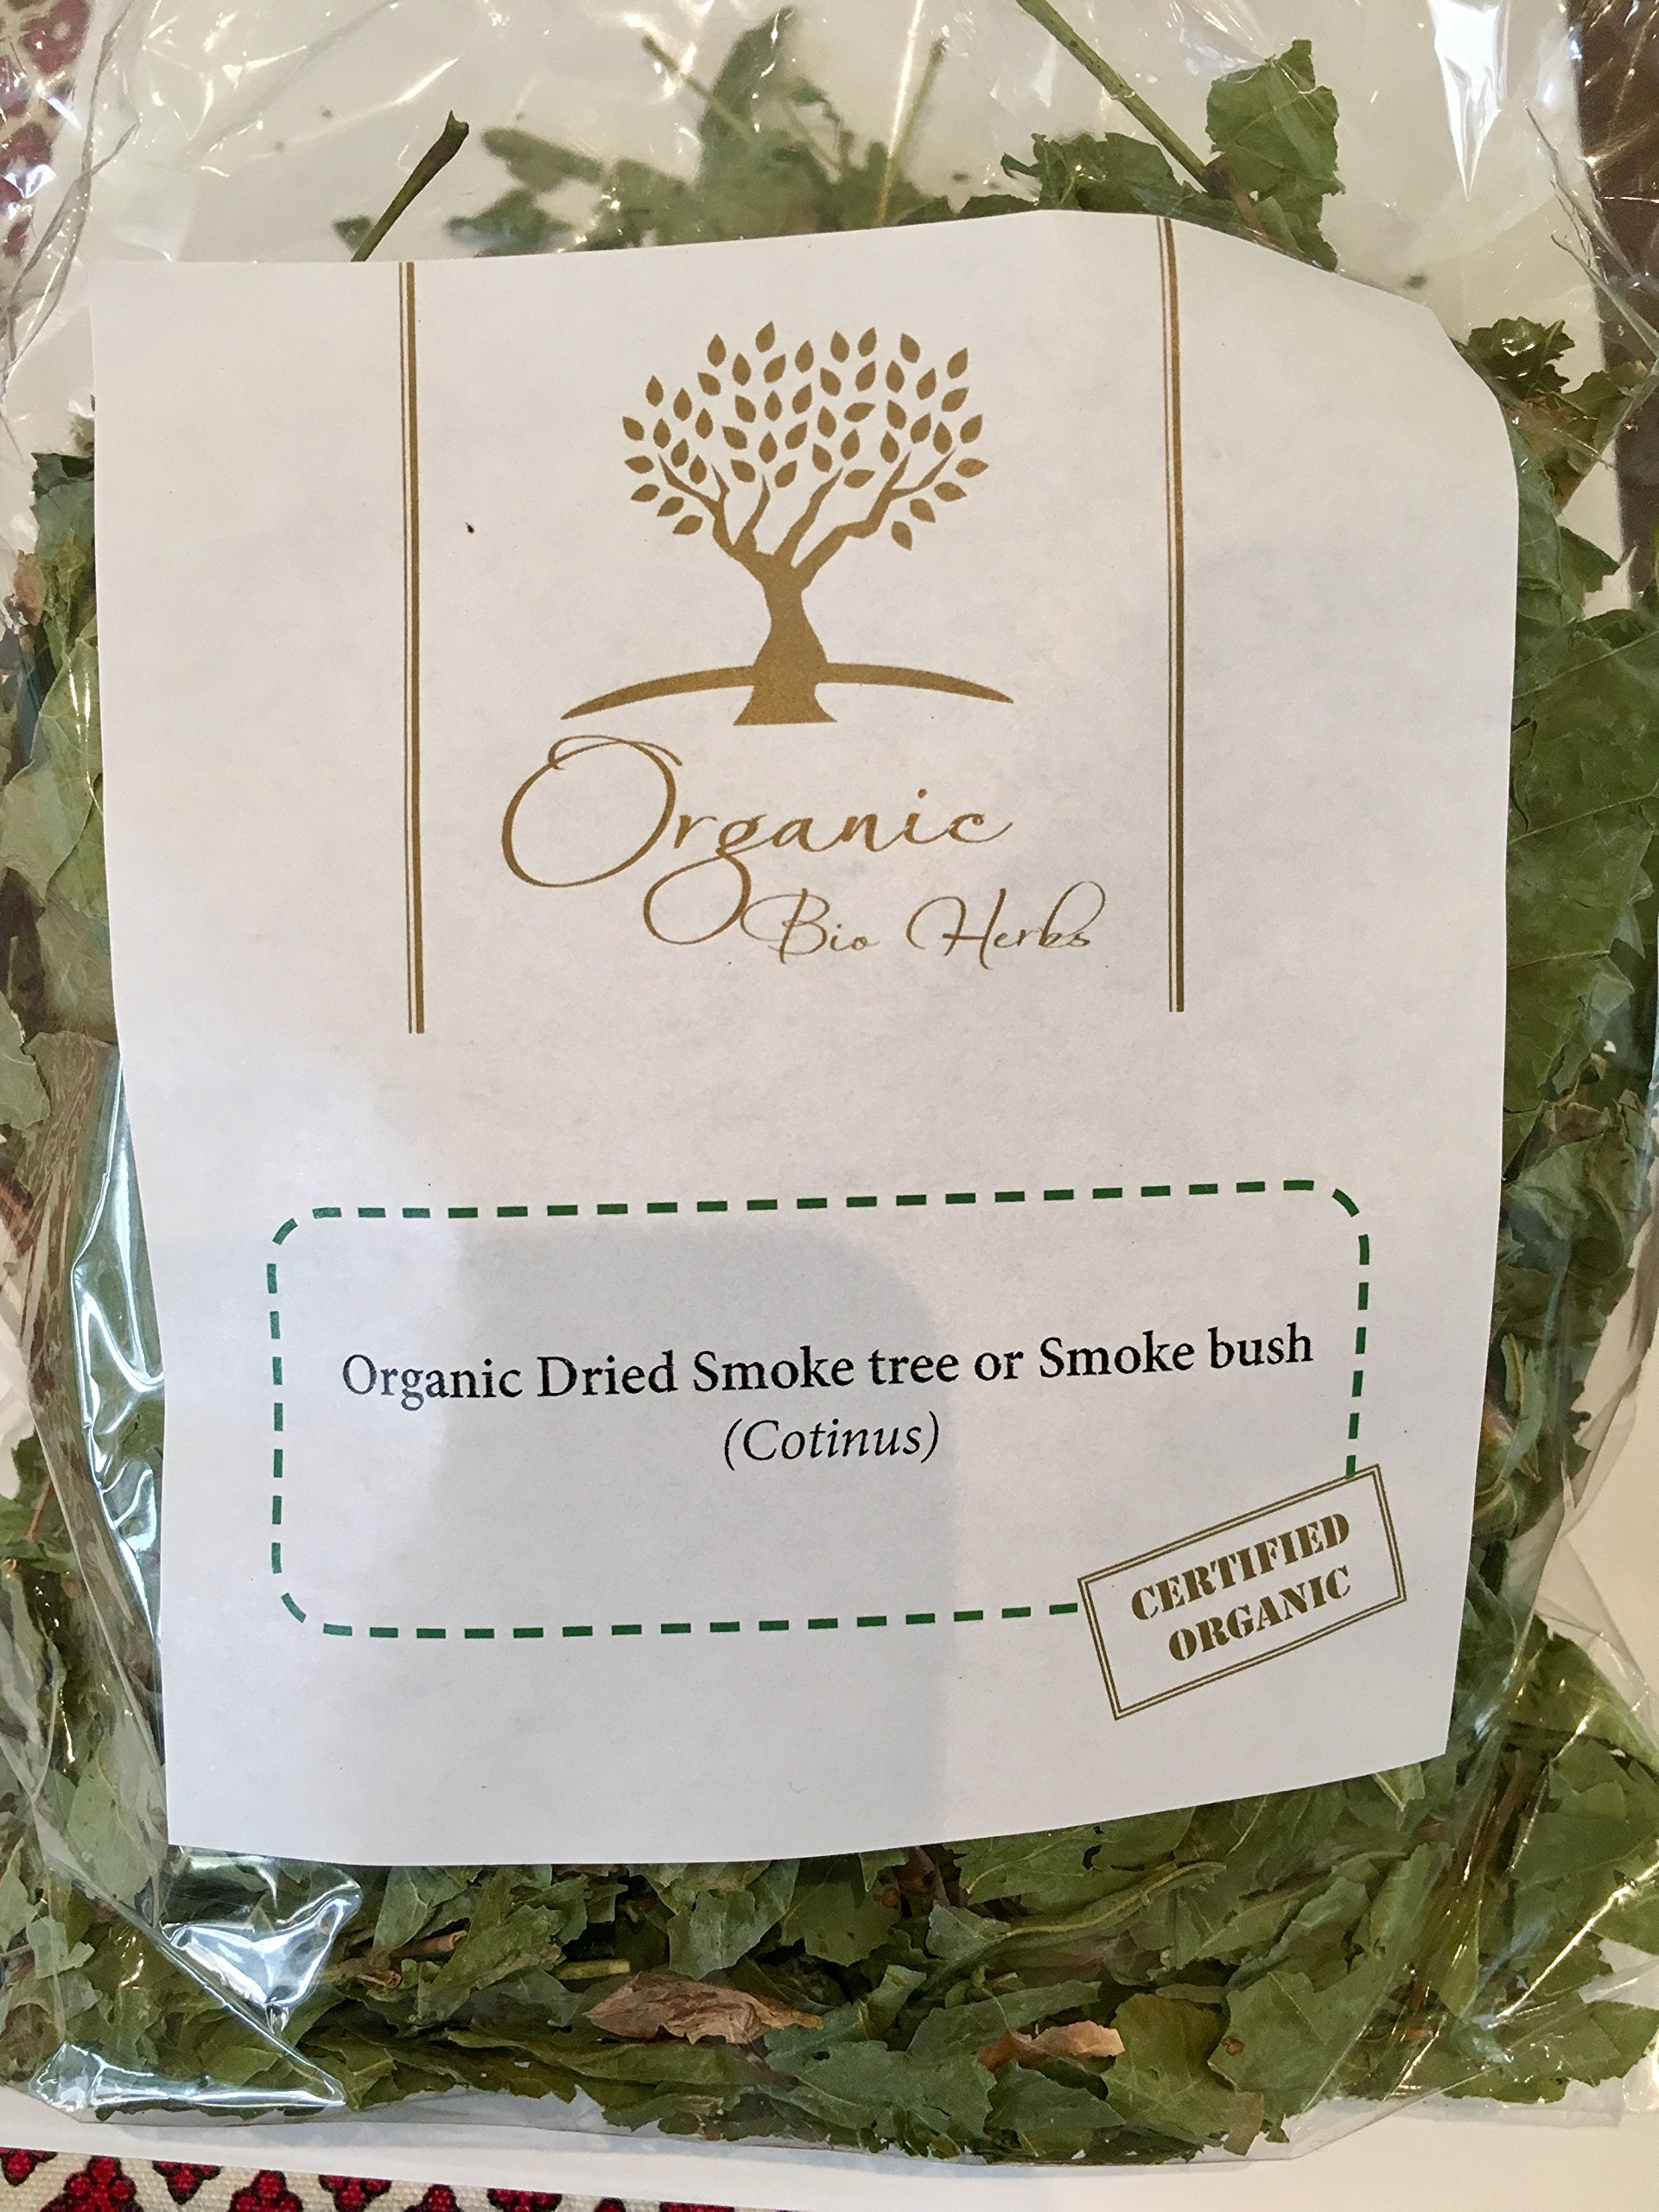 Organic
Bio Herbs
Organic Dried Smoke tree or Smoke bush
(Cotinus)
CERTIFIED
ORGANIC